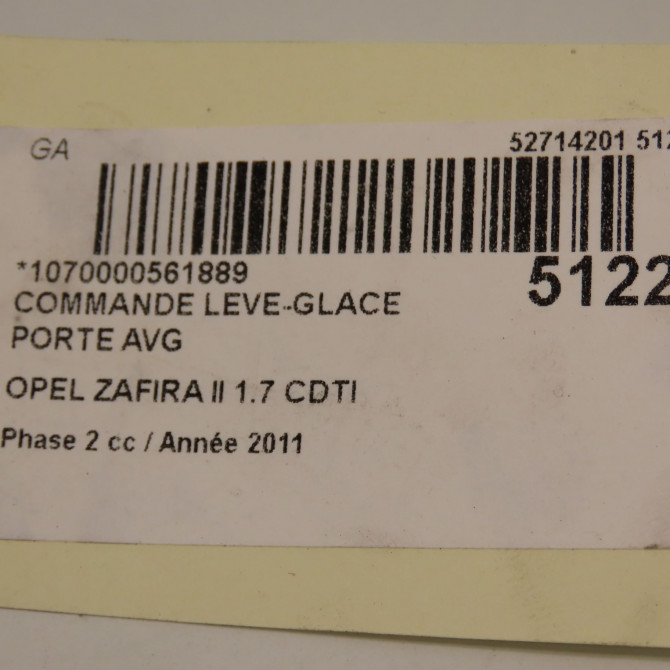 GA
52714201 512
*1070000561889
5122
COMMANDE LEVE-GLACE
PORTE AVG
OPEL ZAFIRA II 1.7 CDTI
Phase 2 cc / Année 2011